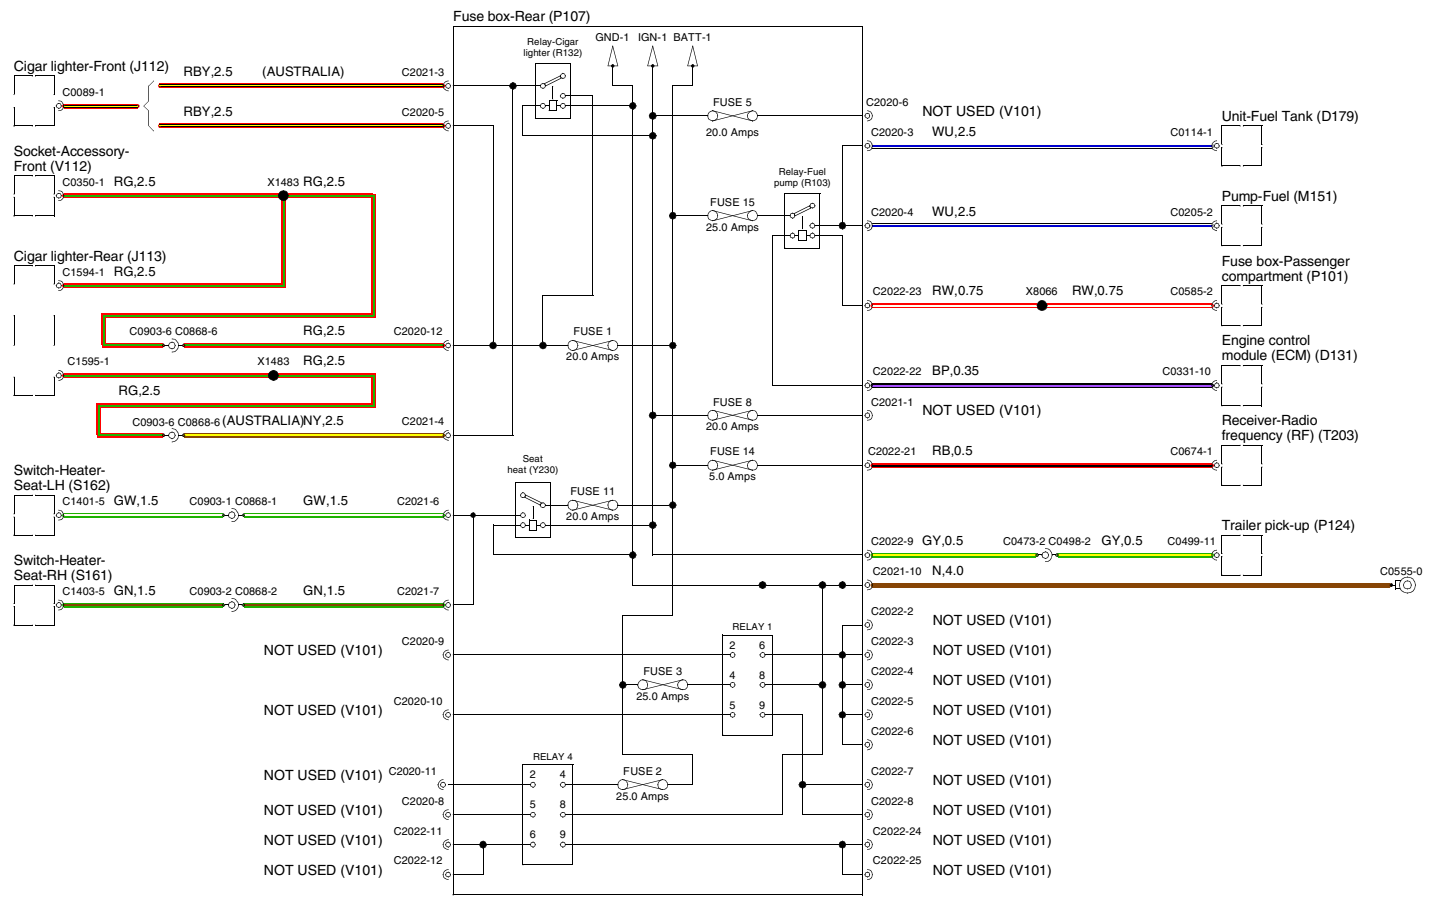 Fuse box-Rear (P107)
Relay-Cigar
lighter (R132)
GND-1 IGN-1 BATT-1
Cigar lighter-Front (J112)
C0089-1
RBY,2.5 (AUSTRALIA) C2021-3
RBY,2.5 C2020-5
FUSE 5
20.0 Amps
C2020-6 NOT USED (V101)
C2020-3 WU,2.5 C0114-1
Unit-Fuel Tank (D179)
Socket-Accessory-
Front (V112)
C0350-1 RG,2.5 X1483 RG,2.5
Relay-Fuel
pump (R103)
FUSE 15
25.0 Amps
C2020-4 WU,2.5 C0205-2
Pump-Fuel (M151)
Cigar lighter-Rear (J113)
C1594-1 RG,2.5
Fuse box-Passenger
compartment (P101)
C2022-23 RW,0.75 X8066 RW,0.75 C0585-2
C0903-6 C0868-6 RG,2.5 C2020-12
FUSE 1
20.0 Amps
Engine control
module (ECM) (D131)
C1595-1 X1483 RG,2.5
C2022-22 BP,0.35 C0331-10
RG,2.5
FUSE 8
20.0 Amps
C2021-1 NOT USED (V101)
C0903-6 C0868-6 (AUSTRALIA)NY,2.5 C2021-4
Receiver-Radio
frequency (RF) (T203)
FUSE 14
5.0 Amps
C2022-21 RB,0.5 C0674-1
Switch-Heater-
Seat-LH (S162)
C1401-5 GW,1.5 C0903-1 C0868-1 GW,1.5 C2021-6
Seat
heat (Y230)
FUSE 11
20.0 Amps
Trailer pick-up (P124)
C2022-9 GY,0.5 C0473-2 C0498-2 GY,0.5 C0499-11
Switch-Heater-
Seat-RH (S161)
C1403-5 GN,1.5 C0903-2 C0868-2 GN,1.5 C2021-7
C2021-10 N,4.0 C0555-0
C2022-2 NOT USED (V101)
RELAY 1
NOT USED (V101) C2020-9
2 6
C2022-3 NOT USED (V101)
FUSE 3
25.0 Amps
4 8
C2022-4 NOT USED (V101)
NOT USED (V101) C2020-10
5 9
C2022-5 NOT USED (V101)
C2022-6 NOT USED (V101)
RELAY 4
NOT USED (V101) C2020-11
2 4
FUSE 2
25.0 Amps
C2022-7 NOT USED (V101)
NOT USED (V101) C2020-8
5 8
C2022-8 NOT USED (V101)
NOT USED (V101) C2022-11
6 9
C2022-24 NOT USED (V101)
NOT USED (V101) C2022-12
C2022-25 NOT USED (V101)